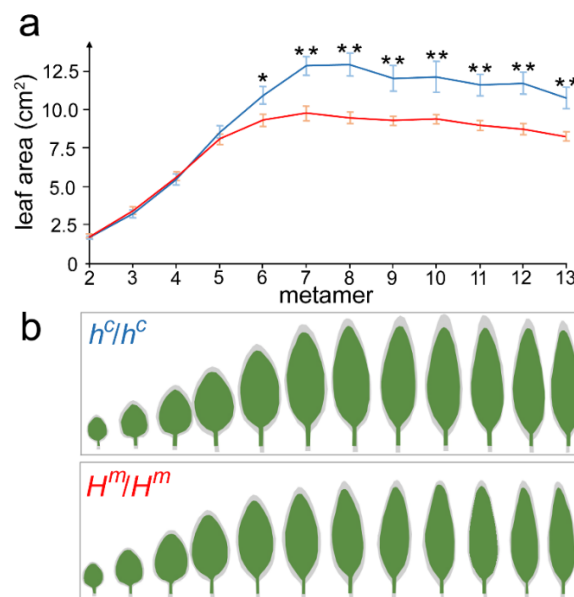 a
leaf area (cm²)
12.5
10.0
7.5
5.0
2.5
0
* ** ** ** ** ** ** **
2 3 4 5 6 7 8 9 10 11 12 13
metamer
b
hᶜ/hᶜ
Hᵐ/Hᵐ